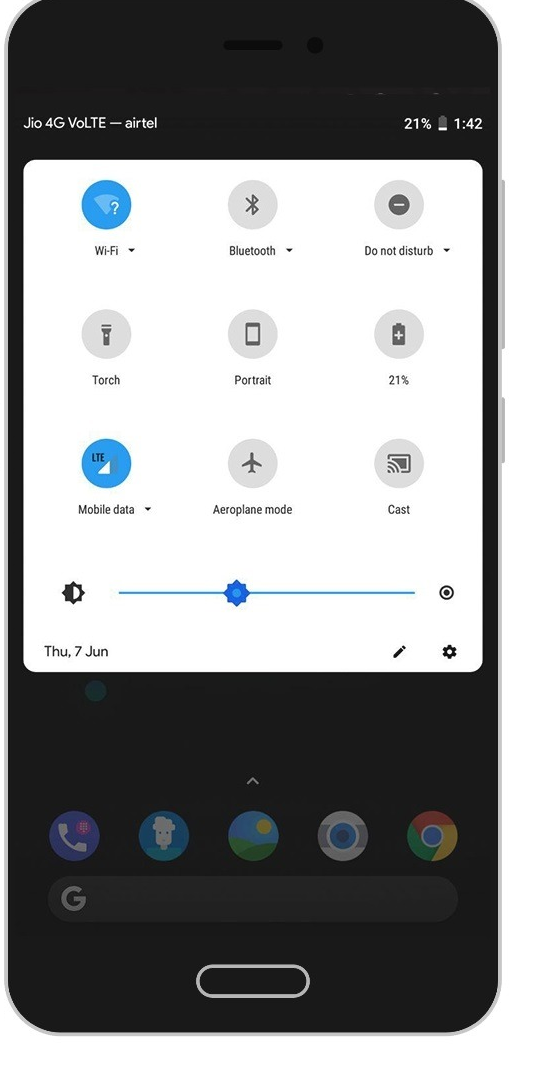 Jio 4G VoLTE — airtel 21% 1:42
?
Wi-Fi Bluetooth Do not disturb
Torch Portrait 21%
LTE
Mobile data Aeroplane mode Cast
Thu, 7 Jun
G